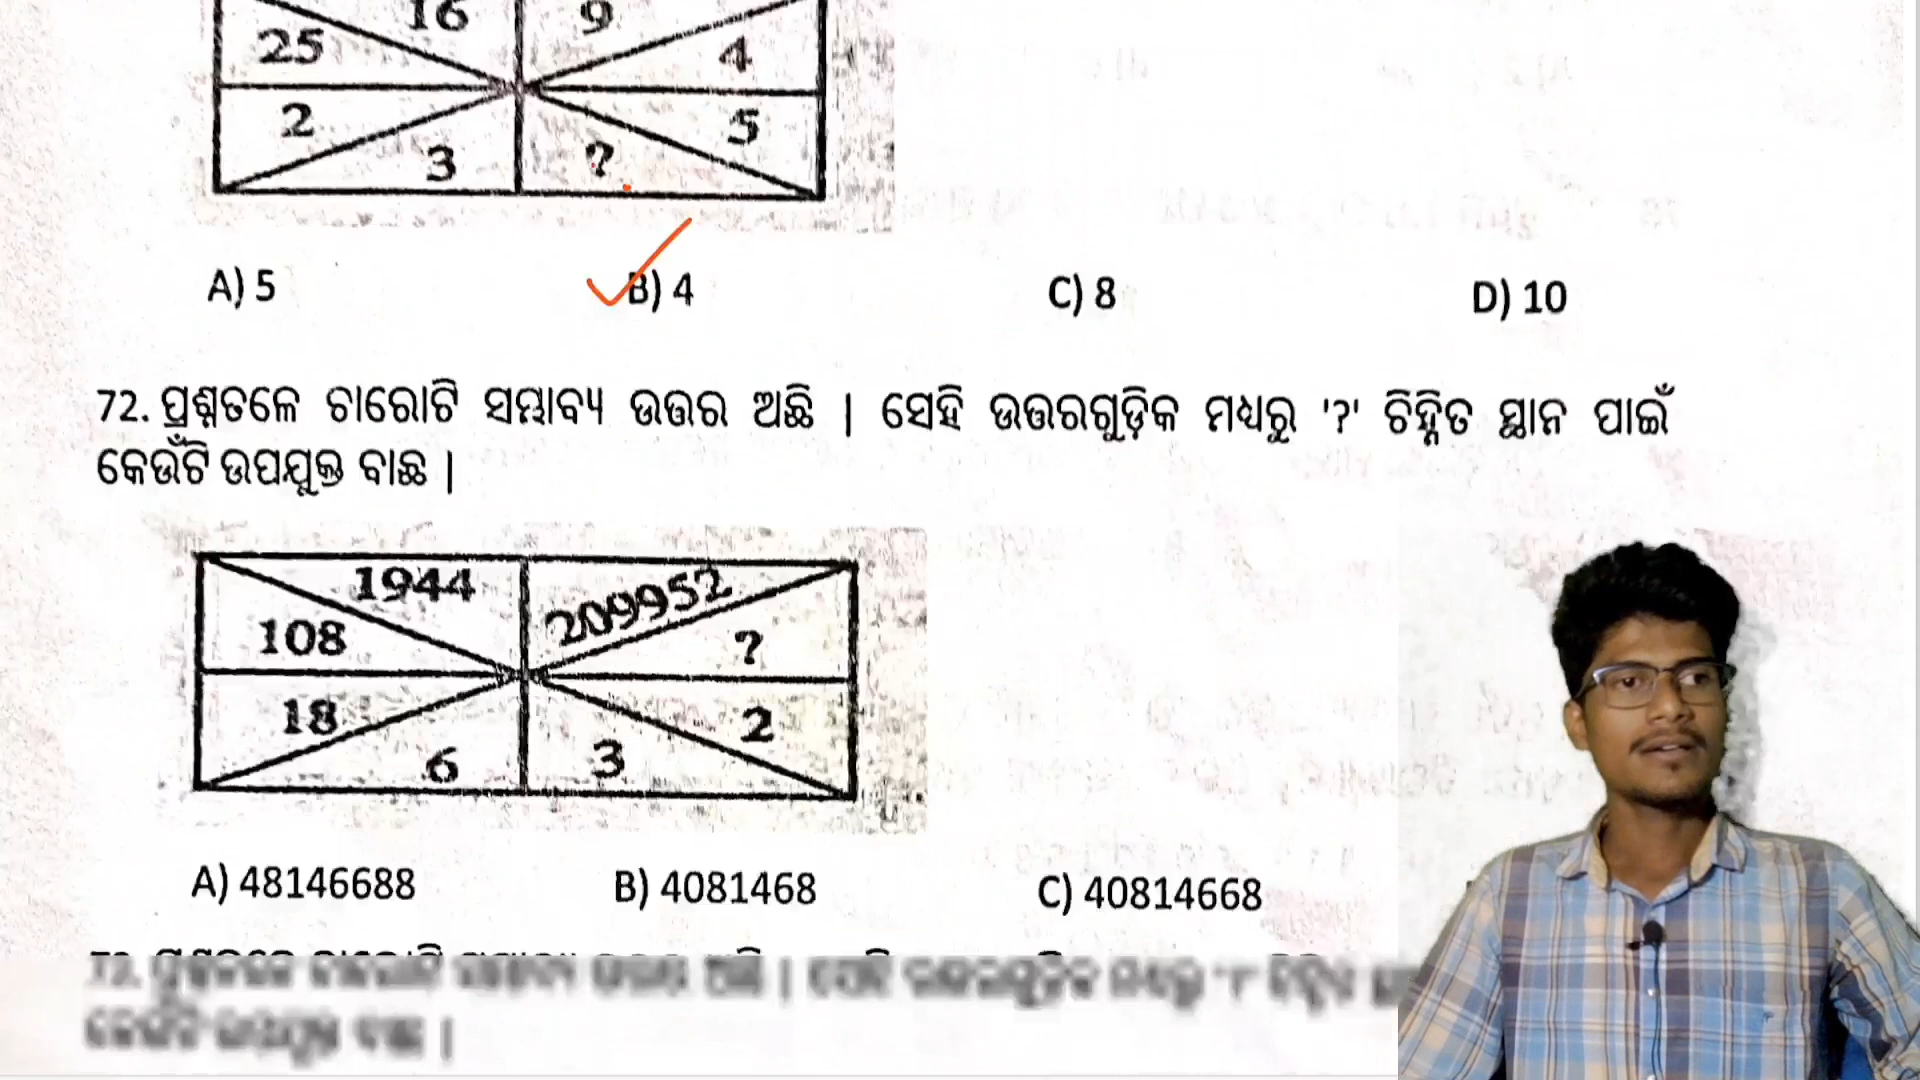 16 9
25 4
2 5
3 ?
A) 5 B) 4 C) 8 D) 10
72. ପ୍ରଶ୍ନତଳେ ଚାରୋଟି ସମ୍ଭାବ୍ୟ ଉତ୍ତର ଅଛି | ସେହି ଉତ୍ତରଗୁଡ଼ିକ ମଧ୍ୟରୁ '?' ଚିହ୍ନିତ ସ୍ଥାନ ପାଇଁ
କେଉଁଟି ଉପଯୁକ୍ତ ବାଛ |
1944 209952
108 ?
18 2
6 3
A) 48146688 B) 4081468 C) 40814668